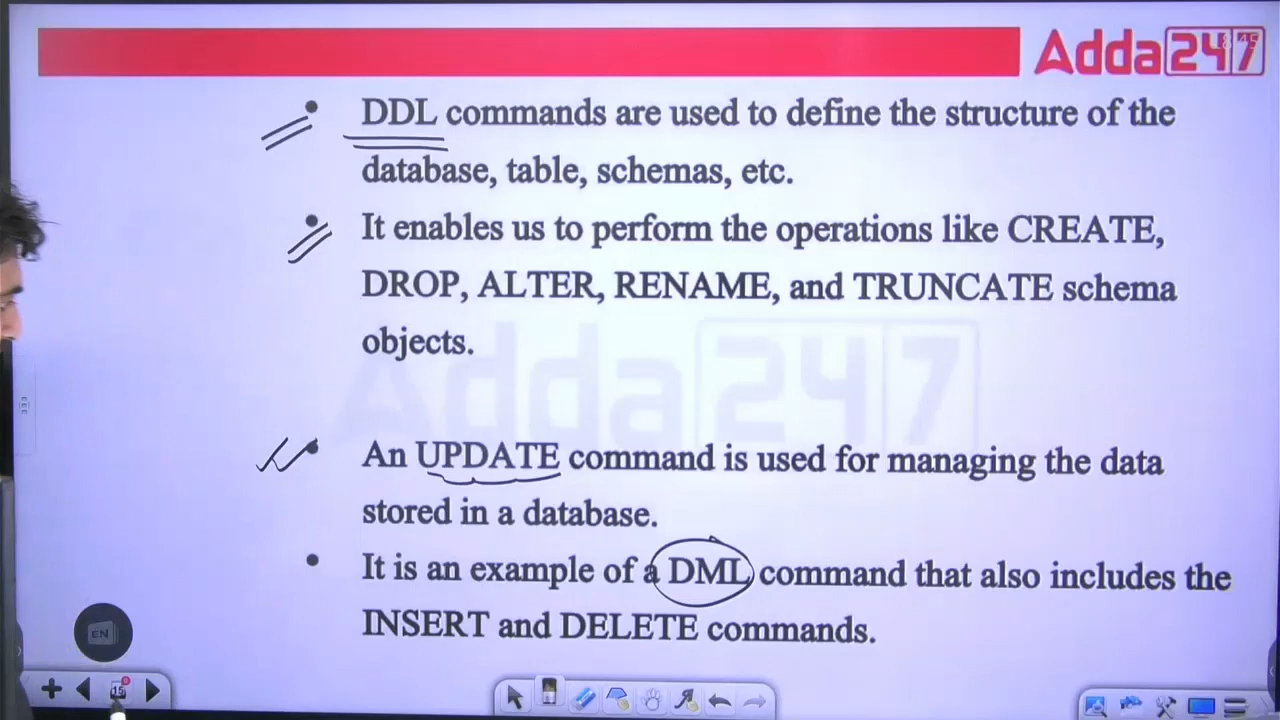 Adda247
DDL commands are used to define the structure of the
database, table, schemas, etc.
It enables us to perform the operations like CREATE,
DROP, ALTER, RENAME, and TRUNCATE schema
objects.
Adda247
An UPDATE command is used for managing the data
stored in a database.
It is an example of a DML command that also includes the
INSERT and DELETE commands.
EN
15